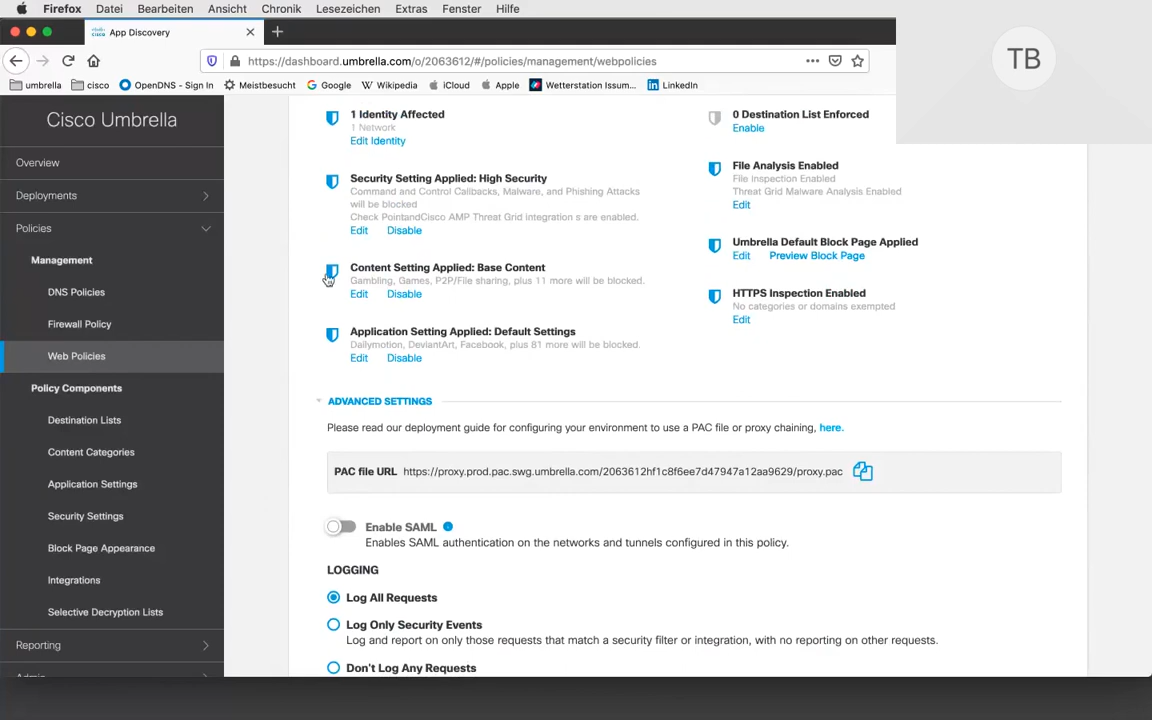 Firefox Datei Bearbeiten Ansicht Chronik Lesezeichen Extras Fenster Hilfe
App Discovery
https://dashboard.umbrella.com/o/2063612/#/policies/management/webpolicies
umbrella cisco OpenDNS - Sign In Meistbesucht Google Wikipedia iCloud Apple Wetterstation Issum... LinkedIn
TB
Cisco Umbrella
Overview
Deployments
Policies
Management
DNS Policies
Firewall Policy
Web Policies
Policy Components
Destination Lists
Content Categories
Application Settings
Security Settings
Block Page Appearance
Integrations
Selective Decryption Lists
Reporting
Admin
1 Identity Affected
1 Network
Edit Identity
Security Setting Applied: High Security
Command and Control Callbacks, Malware, and Phishing Attacks
will be blocked
Check PointandCisco AMP Threat Grid integration s are enabled.
Edit Disable
Content Setting Applied: Base Content
Gambling, Games, P2P/File sharing, plus 11 more will be blocked.
Edit Disable
Application Setting Applied: Default Settings
Dailymotion, DeviantArt, Facebook, plus 81 more will be blocked.
Edit Disable
0 Destination List Enforced
Enable
File Analysis Enabled
File Inspection Enabled
Threat Grid Malware Analysis Enabled
Edit
Umbrella Default Block Page Applied
Edit Preview Block Page
HTTPS Inspection Enabled
No categories or domains exempted
Edit
ADVANCED SETTINGS
Please read our deployment guide for configuring your environment to use a PAC file or proxy chaining, here.
PAC file URL https://proxy.prod.pac.swg.umbrella.com/2063612hf1c8f6ee7d47947a12aa9629/proxy.pac
Enable SAML
Enables SAML authentication on the networks and tunnels configured in this policy.
LOGGING
Log All Requests
Log Only Security Events
Log and report on only those requests that match a security filter or integration, with no reporting on other requests.
Don't Log Any Requests